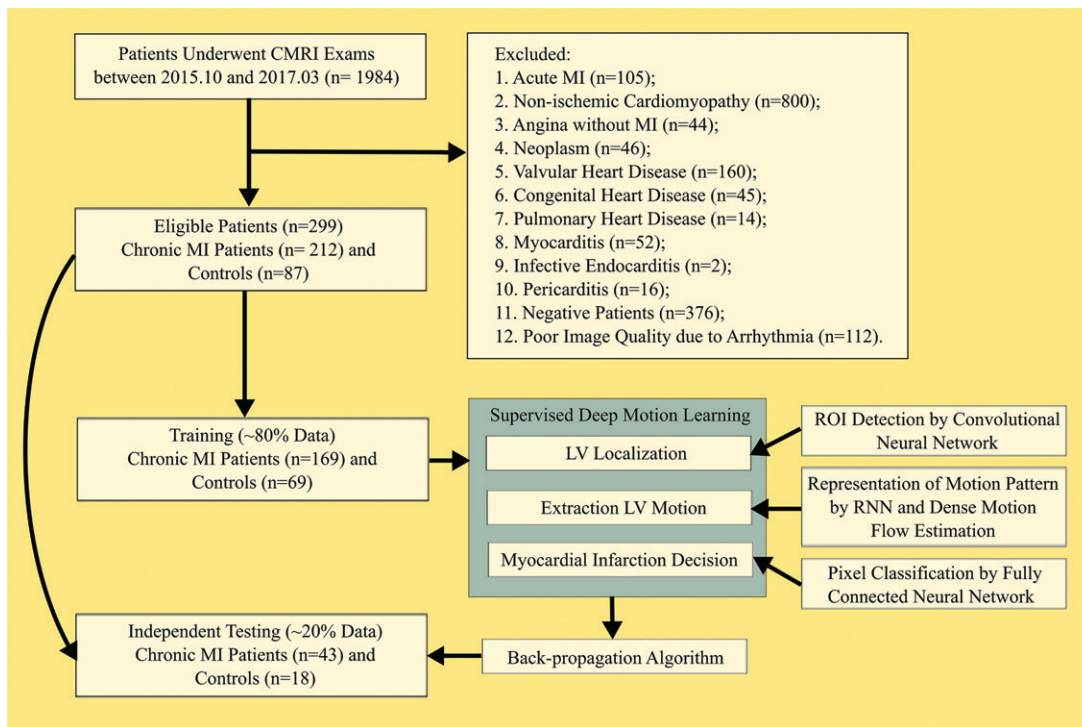 Patients Underwent CMRI Exams
between 2015.10 and 2017.03 (n= 1984)
Excluded:
1. Acute MI (n=105);
2. Non-ischemic Cardiomyopathy (n=800);
3. Angina without MI (n=44);
4. Neoplasm (n=46);
5. Valvular Heart Disease (n=160);
6. Congenital Heart Disease (n=45);
7. Pulmonary Heart Disease (n=14);
8. Myocarditis (n=52);
9. Infective Endocarditis (n=2);
10. Pericarditis (n=16);
11. Negative Patients (n=376);
12. Poor Image Quality due to Arrhythmia (n=112).
Eligible Patients (n=299)
Chronic MI Patients (n= 212) and
Controls (n=87)
Training (~80% Data)
Chronic MI Patients (n=169) and
Controls (n=69)
Supervised Deep Motion Learning
LV Localization
Extraction LV Motion
Myocardial Infarction Decision
ROI Detection by Convolutional
Neural Network
Representation of Motion Pattern
by RNN and Dense Motion
Flow Estimation
Pixel Classification by Fully
Connected Neural Network
Back-propagation Algorithm
Independent Testing (~20% Data)
Chronic MI Patients (n=43) and
Controls (n=18)